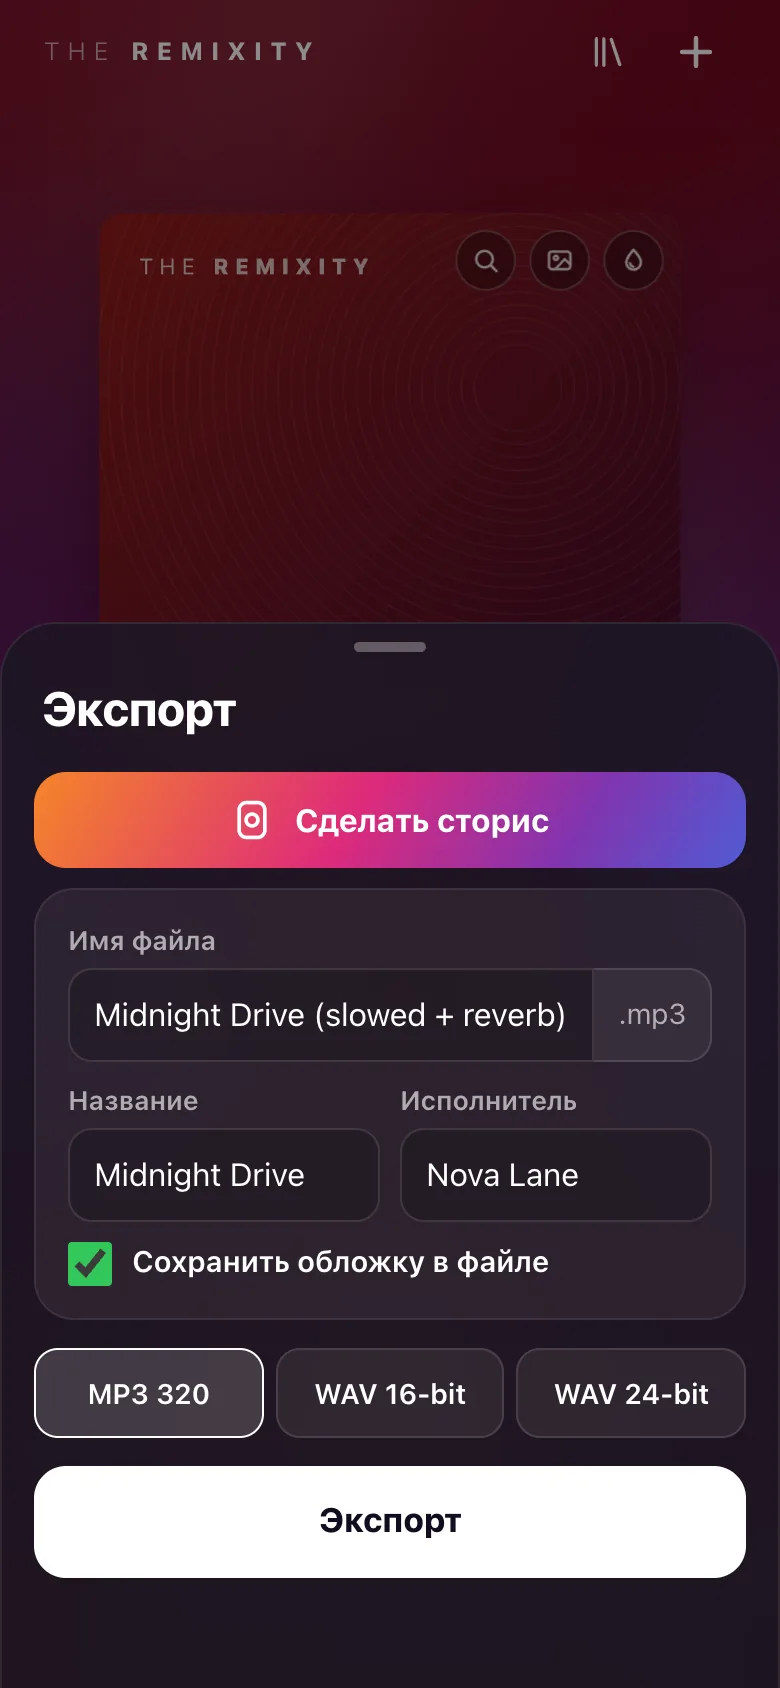 THE REMIXITY
THE REMIXITY
Экспорт
Сделать сторис
Имя файла
Midnight Drive (slowed + reverb) .mp3
Название Исполнитель
Midnight Drive Nova Lane
Сохранить обложку в файле
MP3 320 WAV 16-bit WAV 24-bit
Экспорт